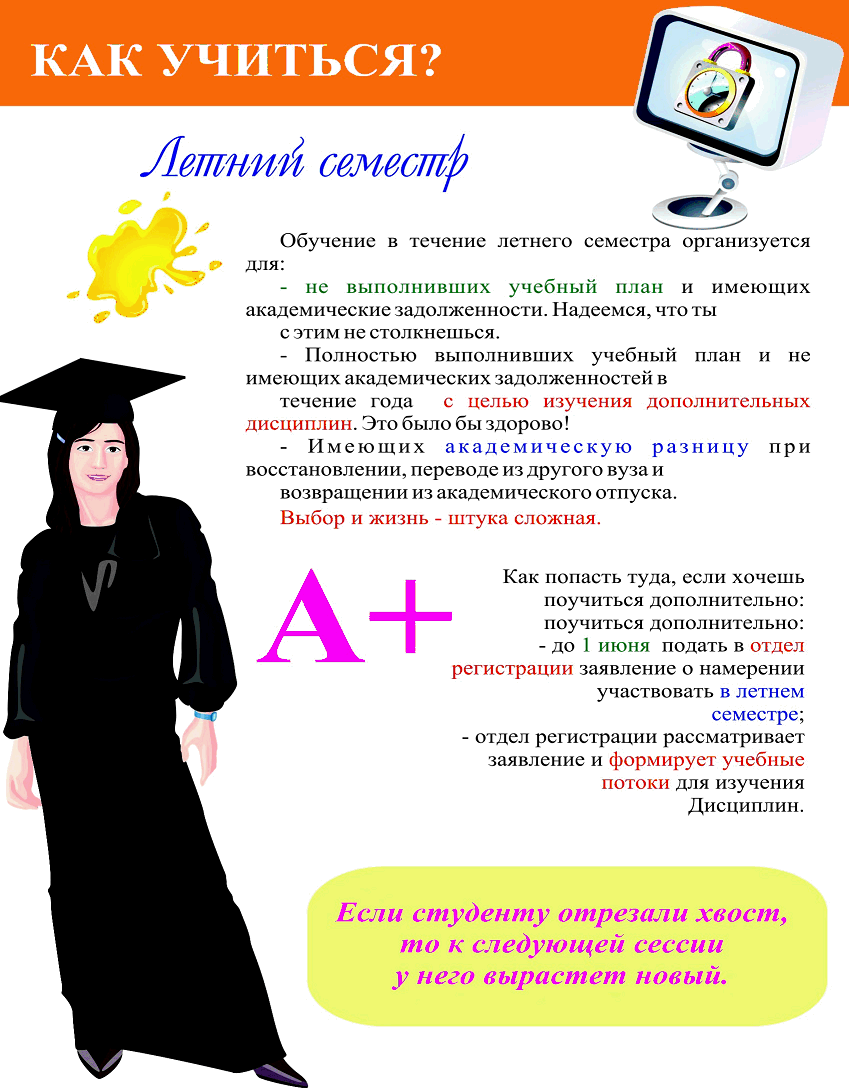 КАК УЧИТЬСЯ?
Летний семестр
Обучение в течение летнего семестра организуется
для:
- не выполнивших учебный план и имеющих
академические задолженности. Надеемся, что ты
с этим не столкнешься.
- Полностью выполнивших учебный план и не
имеющих академических задолженностей в
течение года с целью изучения дополнительных
дисциплин. Это было бы здорово!
- Имеющих академическую разницу при
восстановлении, переводе из другого вуза и
возвращении из академического отпуска.
Выбор и жизнь - штука сложная.
A+
Как попасть туда, если хочешь
поучиться дополнительно:
поучиться дополнительно:
- до 1 июня подать в отдел
регистрации заявление о намерении
участвовать в летнем
семестре;
- отдел регистрации рассматривает
заявление и формирует учебные
потоки для изучения
Дисциплин.
Если студенту отрезали хвост,
то к следующей сессии
у него вырастет новый.